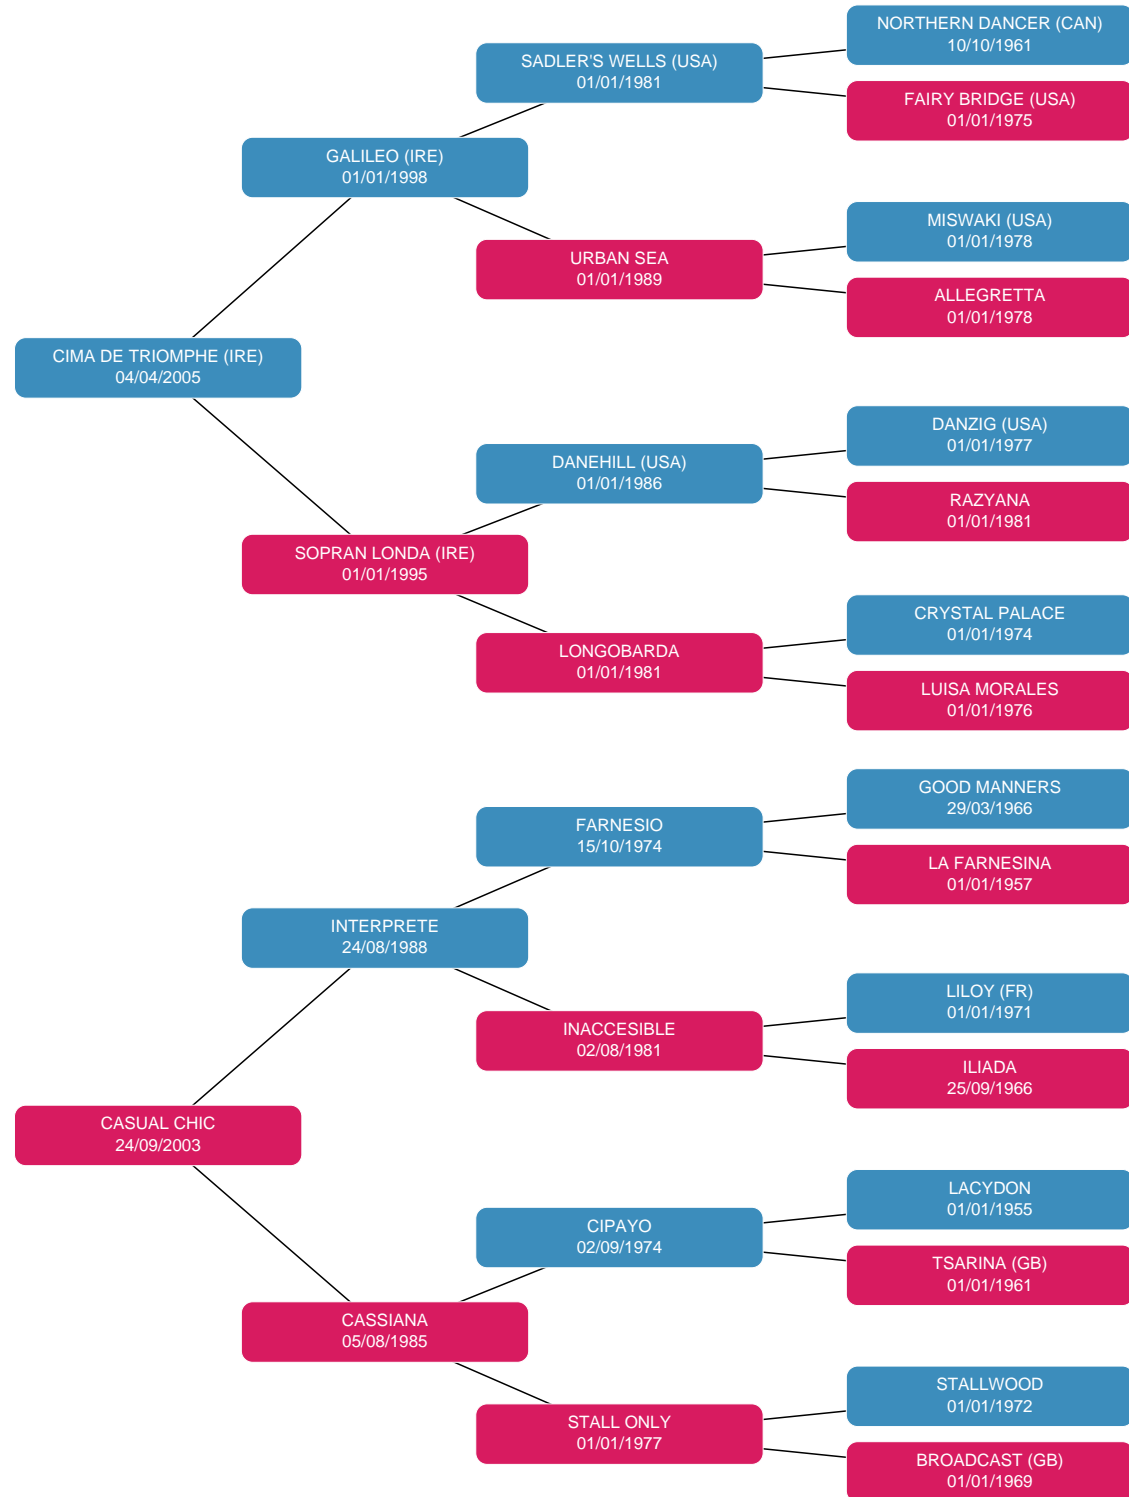 NORTHERN DANCER (CAN)
10/10/1961
SADLER'S WELLS (USA)
01/01/1981
FAIRY BRIDGE (USA)
01/01/1975
GALILEO (IRE)
01/01/1998
MISWAKI (USA)
01/01/1978
URBAN SEA
01/01/1989
ALLEGRETTA
01/01/1978
CIMA DE TRIOMPHE (IRE)
04/04/2005
DANZIG (USA)
01/01/1977
DANEHILL (USA)
01/01/1986
RAZYANA
01/01/1981
SOPRAN LONDA (IRE)
01/01/1995
CRYSTAL PALACE
01/01/1974
LONGOBARDA
01/01/1981
LUISA MORALES
01/01/1976
GOOD MANNERS
29/03/1966
FARNESIO
15/10/1974
LA FARNESINA
01/01/1957
INTERPRETE
24/08/1988
LILOY (FR)
01/01/1971
INACCESIBLE
02/08/1981
ILIADA
25/09/1966
CASUAL CHIC
24/09/2003
LACYDON
01/01/1955
CIPAYO
02/09/1974
TSARINA (GB)
01/01/1961
CASSIANA
05/08/1985
STALLWOOD
01/01/1972
STALL ONLY
01/01/1977
BROADCAST (GB)
01/01/1969